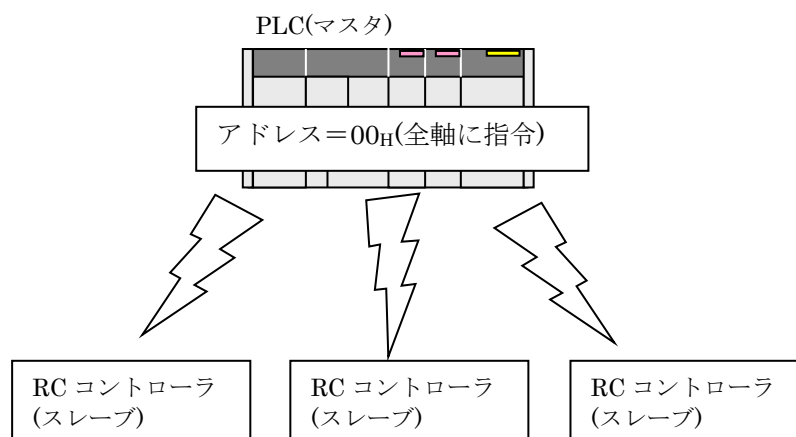 PLC(マスタ)
アドレス＝00H(全軸に指令)
RC コントローラ
(スレーブ)
RC コントローラ
(スレーブ)
RC コントローラ
(スレーブ)